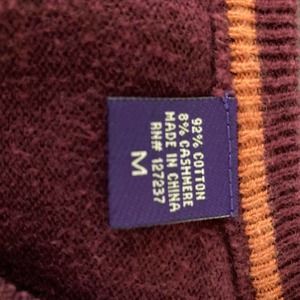 92% COTTON
8% CASHMERE
MADE IN CHINA
RN# 127237
M